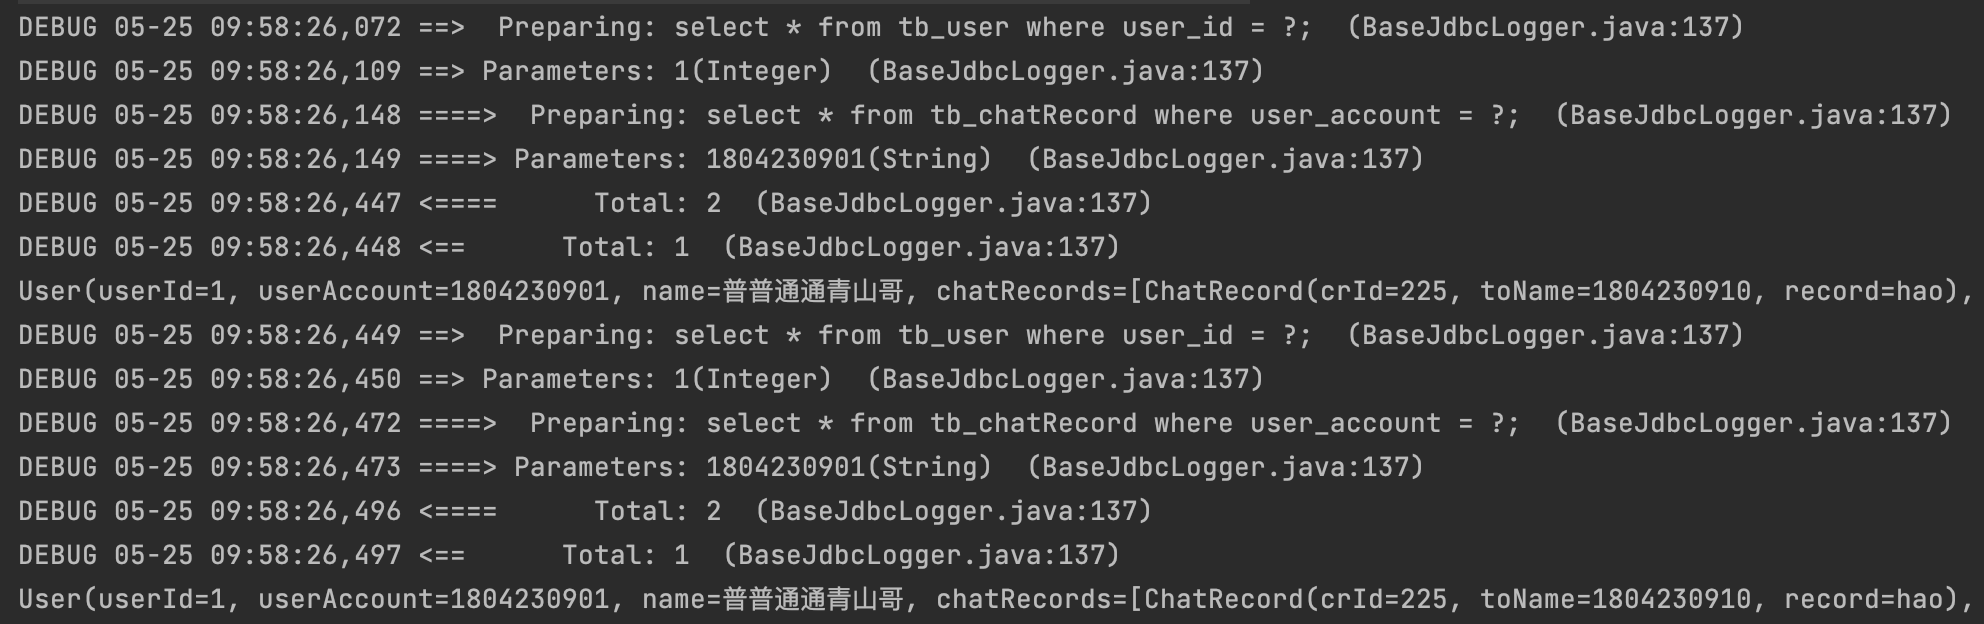 DEBUG 05-25 09:58:26,072 ==>  Preparing: select * from tb_user where user_id = ?;  (BaseJdbcLogger.java:137)
DEBUG 05-25 09:58:26,109 ==> Parameters: 1(Integer)  (BaseJdbcLogger.java:137)
DEBUG 05-25 09:58:26,148 ====>  Preparing: select * from tb_chatRecord where user_account = ?;  (BaseJdbcLogger.java:137)
DEBUG 05-25 09:58:26,149 ====> Parameters: 1804230901(String)  (BaseJdbcLogger.java:137)
DEBUG 05-25 09:58:26,447 <====      Total: 2  (BaseJdbcLogger.java:137)
DEBUG 05-25 09:58:26,448 <==      Total: 1  (BaseJdbcLogger.java:137)
User(userId=1, userAccount=1804230901, name=普普通通青山哥, chatRecords=[ChatRecord(crId=225, toName=1804230910, record=hao),
DEBUG 05-25 09:58:26,449 ==>  Preparing: select * from tb_user where user_id = ?;  (BaseJdbcLogger.java:137)
DEBUG 05-25 09:58:26,450 ==> Parameters: 1(Integer)  (BaseJdbcLogger.java:137)
DEBUG 05-25 09:58:26,472 ====>  Preparing: select * from tb_chatRecord where user_account = ?;  (BaseJdbcLogger.java:137)
DEBUG 05-25 09:58:26,473 ====> Parameters: 1804230901(String)  (BaseJdbcLogger.java:137)
DEBUG 05-25 09:58:26,496 <====      Total: 2  (BaseJdbcLogger.java:137)
DEBUG 05-25 09:58:26,497 <==      Total: 1  (BaseJdbcLogger.java:137)
User(userId=1, userAccount=1804230901, name=普普通通青山哥, chatRecords=[ChatRecord(crId=225, toName=1804230910, record=hao),